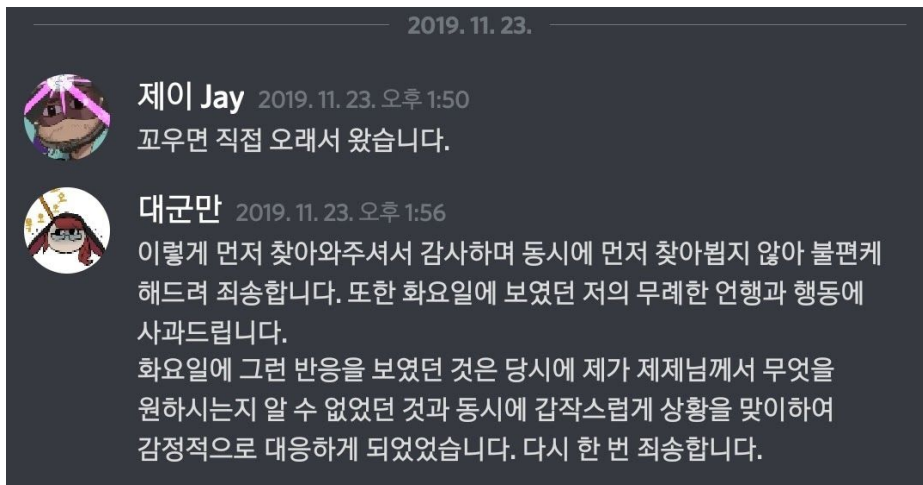 2019. 11. 23.
제이 Jay 2019. 11. 23. 오후 1:50
꼬우면 직접 오래서 왔습니다.
대군만 2019. 11. 23. 오후 1:56
이렇게 먼저 찾아와주셔서 감사하며 동시에 먼저 찾아뵙지 않아 불편케
해드려 죄송합니다. 또한 화요일에 보였던 저의 무례한 언행과 행동에
사과드립니다.
화요일에 그런 반응을 보였던 것은 당시에 제가 제제님께서 무엇을
원하시는지 알 수 없었던 것과 동시에 갑작스럽게 상황을 맞이하여
감정적으로 대응하게 되었었습니다. 다시 한 번 죄송합니다.